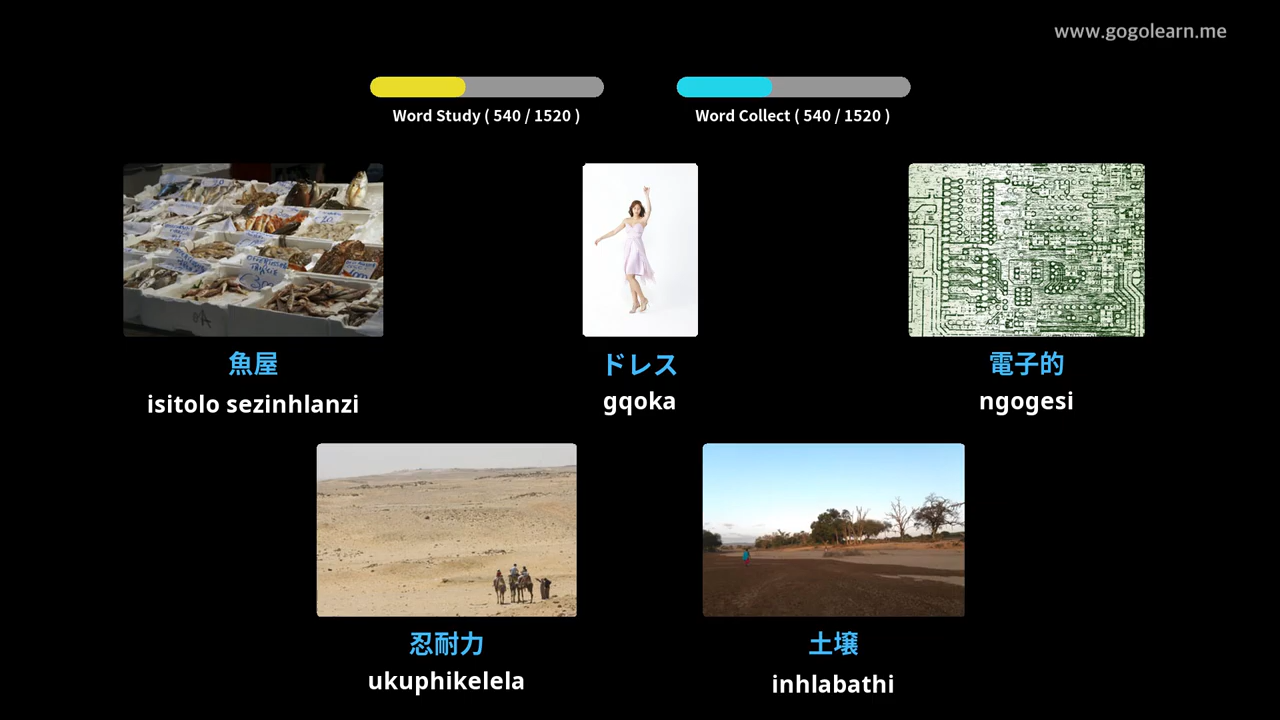 www.gogolearn.me
Word Study ( 540 / 1520 )
Word Collect ( 540 / 1520 )
魚屋
isitolo sezinhlanzi
ドレス
gqoka
電子的
ngogesi
忍耐力
ukuphikelela
土壌
inhlabathi